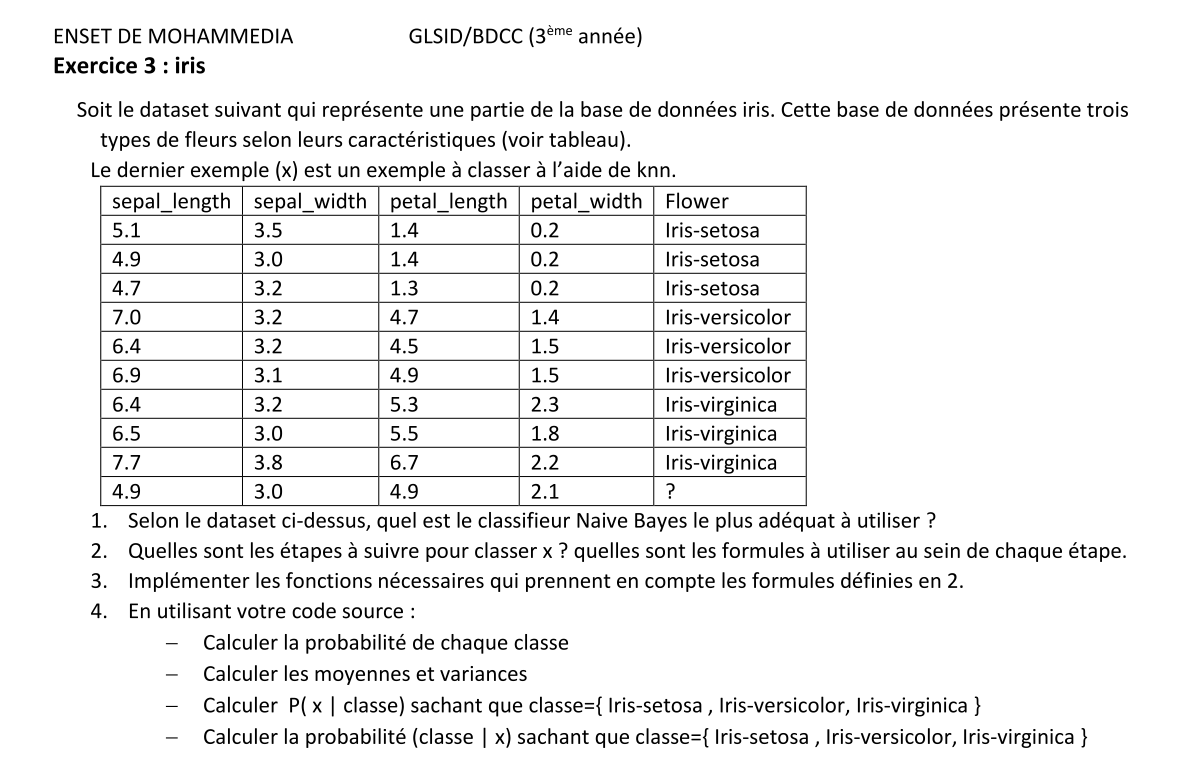 ENSET DE MOHAMMEDIA GLSID/BDCC (3ème année)
Exercice 3 : iris
Soit le dataset suivant qui représente une partie de la base de données iris. Cette base de données présente trois
types de fleurs selon leurs caractéristiques (voir tableau).
Le dernier exemple (x) est un exemple à classer à l’aide de knn.
sepal_length sepal_width petal_length petal_width Flower
5.1 3.5 1.4 0.2 Iris-setosa
4.9 3.0 1.4 0.2 Iris-setosa
4.7 3.2 1.3 0.2 Iris-setosa
7.0 3.2 4.7 1.4 Iris-versicolor
6.4 3.2 4.5 1.5 Iris-versicolor
6.9 3.1 4.9 1.5 Iris-versicolor
6.4 3.2 5.3 2.3 Iris-virginica
6.5 3.0 5.5 1.8 Iris-virginica
7.7 3.8 6.7 2.2 Iris-virginica
4.9 3.0 4.9 2.1 ?
1. Selon le dataset ci-dessus, quel est le classifieur Naive Bayes le plus adéquat à utiliser ?
2. Quelles sont les étapes à suivre pour classer x ? quelles sont les formules à utiliser au sein de chaque étape.
3. Implémenter les fonctions nécessaires qui prennent en compte les formules définies en 2.
4. En utilisant votre code source :
– Calculer la probabilité de chaque classe
– Calculer les moyennes et variances
– Calculer P( x | classe) sachant que classe={ Iris-setosa , Iris-versicolor, Iris-virginica }
– Calculer la probabilité (classe | x) sachant que classe={ Iris-setosa , Iris-versicolor, Iris-virginica }